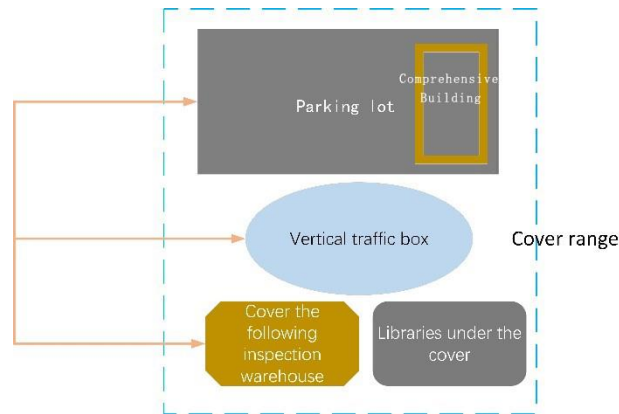 Comprehensive
Building
Parking lot
Vertical traffic box
Cover range
Cover the
following
inspection
warehouse
Libraries under the
cover